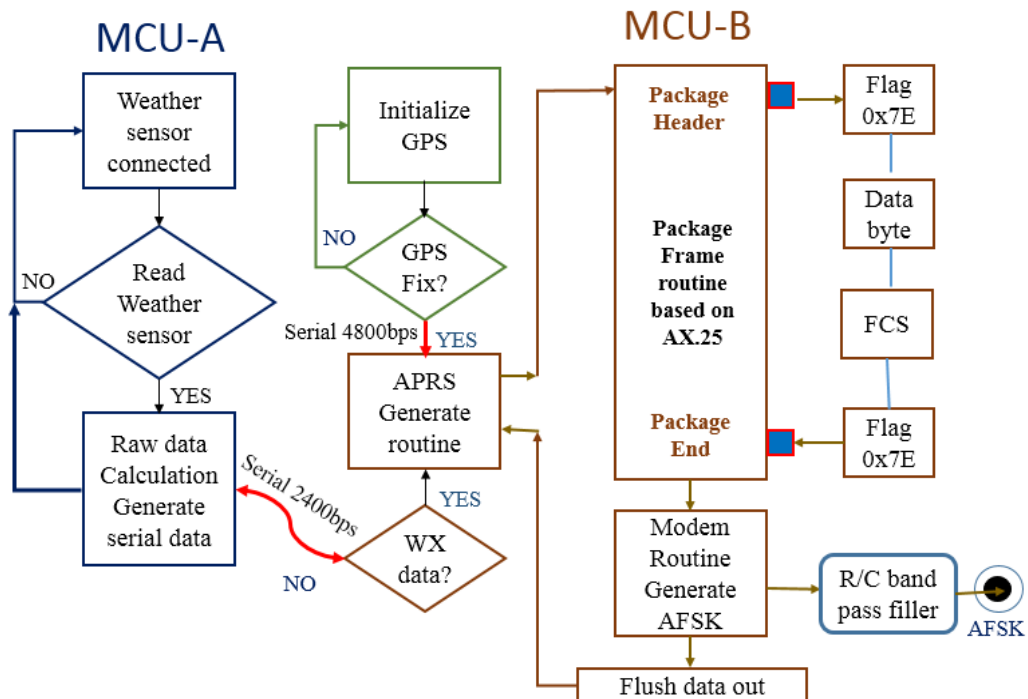 MCU-A
Weather
sensor
connected
NO
Read
Weather
sensor
YES
Raw data
Calculation
Generate
serial data
Serial 2400bps
NO
Initialize
GPS
NO
GPS
Fix?
Serial 4800bps
YES
APRS
Generate
routine
YES
WX
data?
MCU-B
Package
Header
Package
Frame
routine
based on
AX.25
Package
End
Flag
0x7E
Data
byte
FCS
Flag
0x7E
Modem
Routine
Generate
AFSK
R/C band
pass filler
AFSK
Flush data out